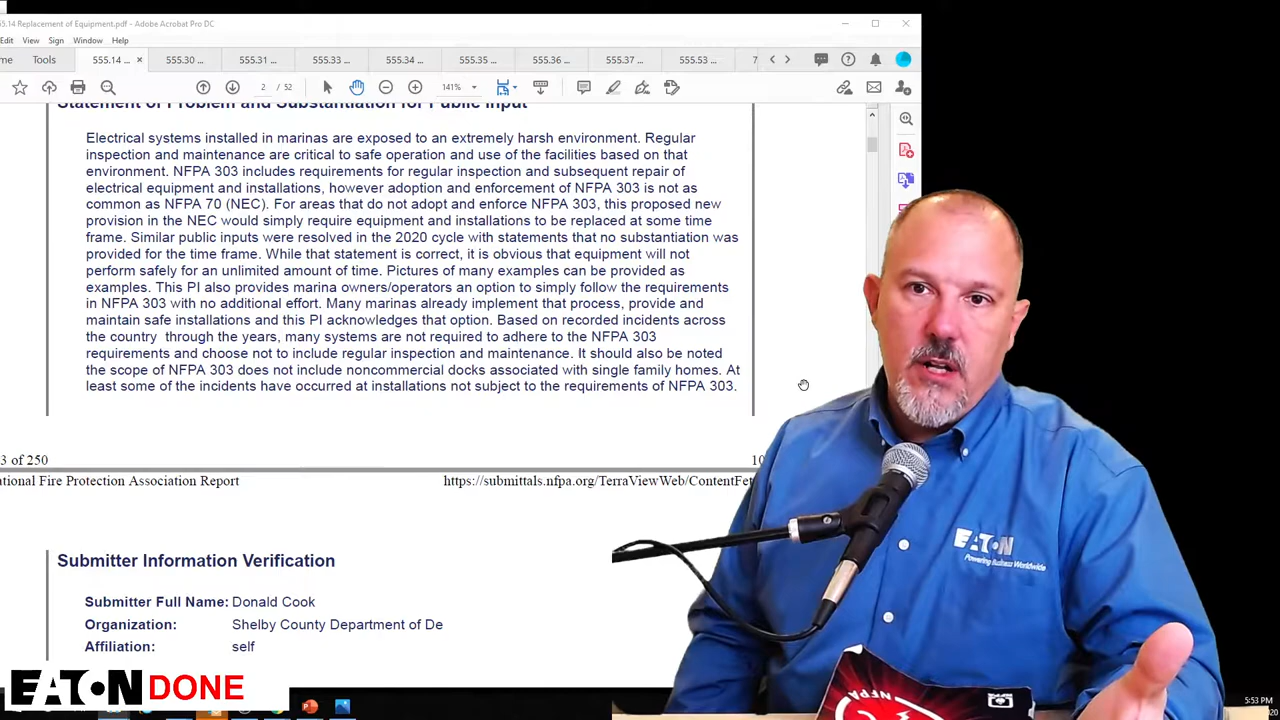 55.14 Replacement of Equipment.pdf - Adobe Acrobat Pro DC
Edit View Sign Window Help
me Tools 555.14 ... × 555.30 ... 555.31 ... 555.33 ... 555.34 ... 555.35 ... 555.36 ... 555.37 ... 555.53 ... 7
2 / 52 141%
Statement of Problem and Substantiation for Public Input
Electrical systems installed in marinas are exposed to an extremely harsh environment. Regular
inspection and maintenance are critical to safe operation and use of the facilities based on that
environment. NFPA 303 includes requirements for regular inspection and subsequent repair of
electrical equipment and installations, however adoption and enforcement of NFPA 303 is not as
common as NFPA 70 (NEC). For areas that do not adopt and enforce NFPA 303, this proposed new
provision in the NEC would simply require equipment and installations to be replaced at some time
frame. Similar public inputs were resolved in the 2020 cycle with statements that no substantiation was
provided for the time frame. While that statement is correct, it is obvious that equipment will not
perform safely for an unlimited amount of time. Pictures of many examples can be provided as
examples. This PI also provides marina owners/operators an option to simply follow the requirements
in NFPA 303 with no additional effort. Many marinas already implement that process, provide and
maintain safe installations and this PI acknowledges that option. Based on recorded incidents across
the country through the years, many systems are not required to adhere to the NFPA 303
requirements and choose not to include regular inspection and maintenance. It should also be noted
the scope of NFPA 303 does not include noncommercial docks associated with single family homes. At
least some of the incidents have occurred at installations not subject to the requirements of NFPA 303.
3 of 250 10
ational Fire Protection Association Report https://submittals.nfpa.org/TerraViewWeb/ContentFet
Submitter Information Verification
Submitter Full Name: Donald Cook
Organization: Shelby County Department of De
Affiliation: self
EATON
Powering Business Worldwide
NFPA
EATON DONE
5:53 PM